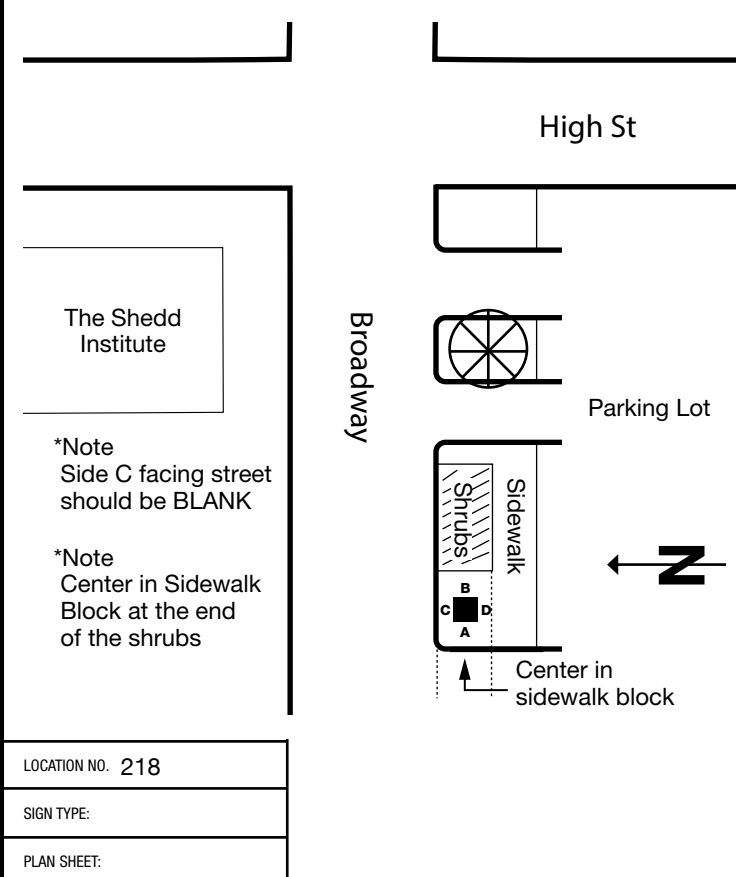 High St
The Shedd
Institute
Broadway
Parking Lot
*Note
Side C facing street
should be BLANK
*Note
Center in Sidewalk
Block at the end
of the shrubs
Shrubs
Sidewalk
N
B
C
D
A
Center in
sidewalk block
LOCATION NO. 218
SIGN TYPE:
PLAN SHEET: